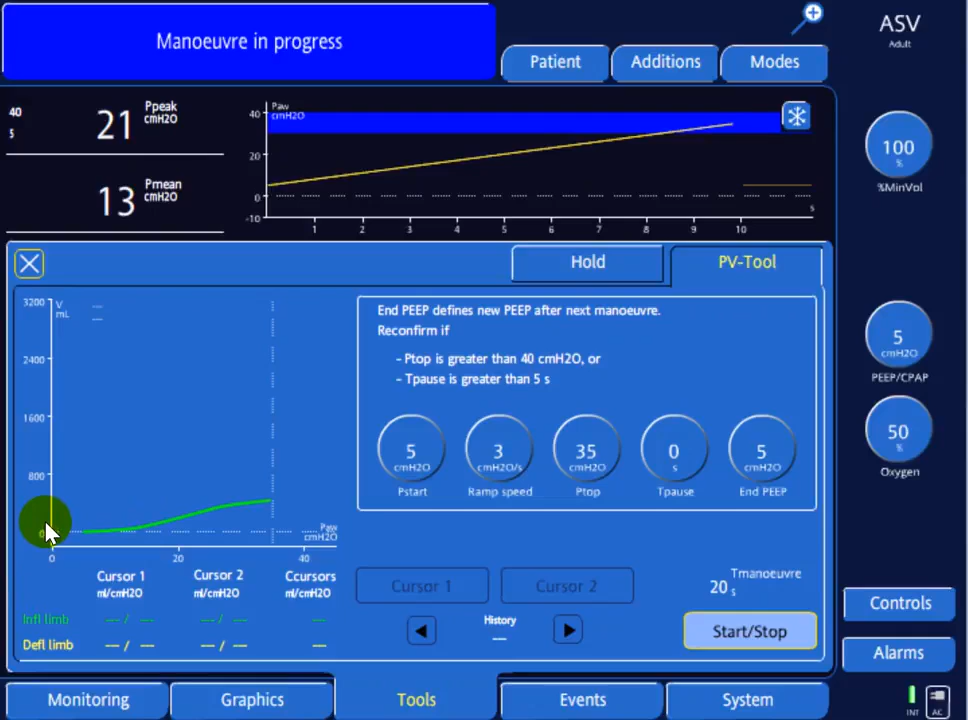 Manoeuvre in progress
Patient
Additions
Modes
ASV
Adult
40
5
21
Ppeak
cmH2O
13
Pmean
cmH2O
Paw
cmH2O
40
20
0
-10
1 2 3 4 5 6 7 8 9 10
s
100
%
%MinVol
5
cmH2O
PEEP/CPAP
50
%
Oxygen
Hold
PV-Tool
3200
V
mL
---
---
2400
1600
800
0
Paw
cmH2O
0 20 40
End PEEP defines new PEEP after next manoeuvre.
Reconfirm if
- Ptop is greater than 40 cmH2O, or
- Tpause is greater than 5 s
5
cmH2O
Pstart
3
cmH2O/s
Ramp speed
35
cmH2O
Ptop
0
s
Tpause
5
cmH2O
End PEEP
Cursor 1
ml/cmH2O
Cursor 2
ml/cmH2O
Ccursors
ml/cmH2O
Infl limb --- / --- --- / --- ---
Defl limb --- / --- --- / --- ---
Cursor 1
Cursor 2
History
---
20 s
Tmanoeuvre
Start/Stop
Controls
Alarms
Monitoring
Graphics
Tools
Events
System
INT
AC